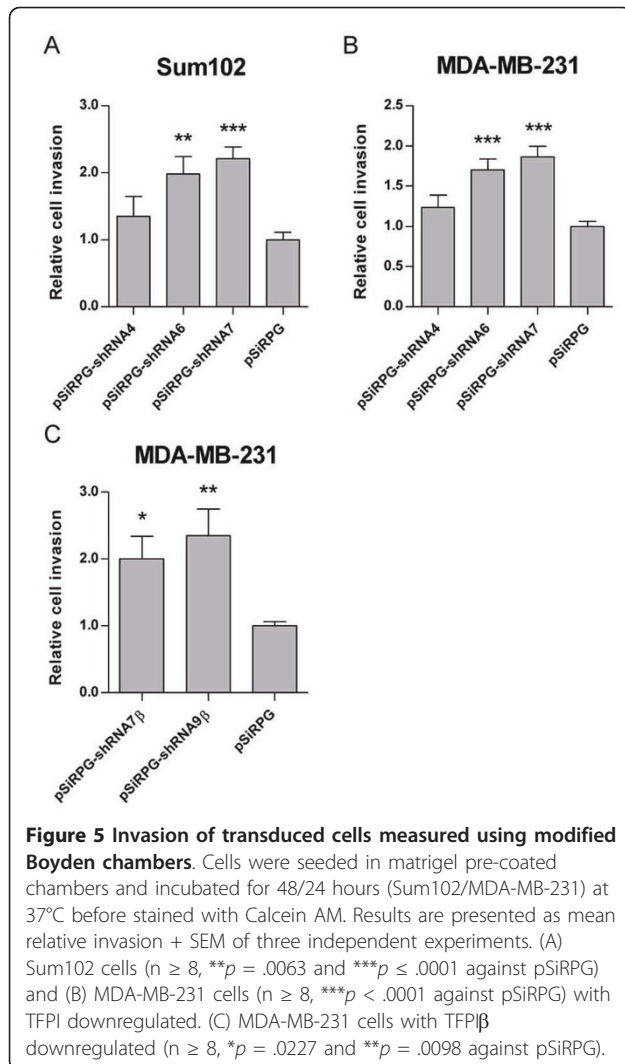 A
Sum102
Relative cell invasion
3.0
2.0
1.0
0.0
**
***
pSiRPG-shRNA4
pSiRPG-shRNA6
pSiRPG-shRNA7
pSiRPG
B
MDA-MB-231
Relative cell invasion
2.5
2.0
1.5
1.0
0.5
0.0
***
***
pSiRPG-shRNA4
pSiRPG-shRNA6
pSiRPG-shRNA7
pSiRPG
C
MDA-MB-231
Relative cell invasion
3.0
2.0
1.0
0.0
*
**
pSiRPG-shRNA7β
pSiRPG-shRNA9β
pSiRPG
Figure 5 Invasion of transduced cells measured using modified
Boyden chambers. Cells were seeded in matrigel pre-coated
chambers and incubated for 48/24 hours (Sum102/MDA-MB-231) at
37°C before stained with Calcein AM. Results are presented as mean
relative invasion + SEM of three independent experiments. (A)
Sum102 cells (n ≥ 8, **p = .0063 and ***p ≤ .0001 against pSiRPG)
and (B) MDA-MB-231 cells (n ≥ 8, ***p < .0001 against pSiRPG) with
TFPI downregulated. (C) MDA-MB-231 cells with TFPIβ
downregulated (n ≥ 8, *p = .0227 and **p = .0098 against pSiRPG).